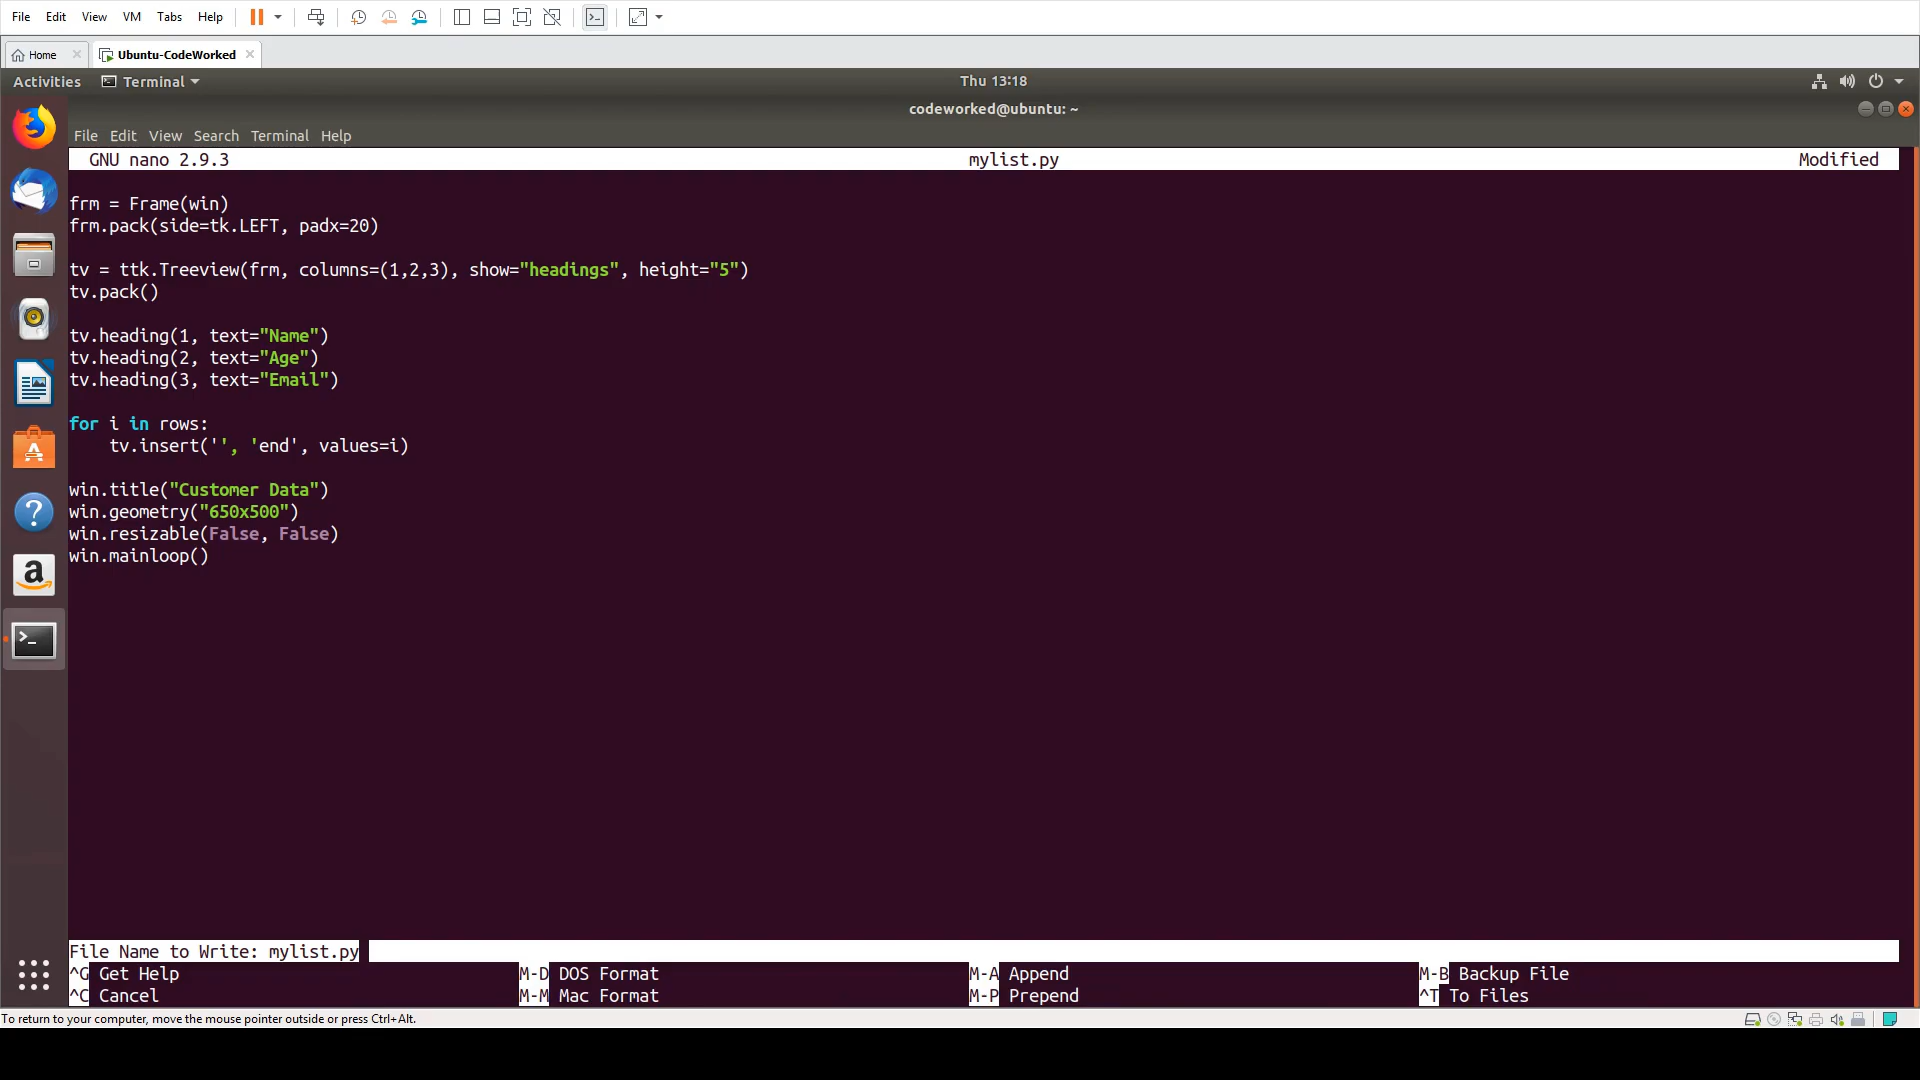 File Edit View VM Tabs Help
Home Ubuntu-CodeWorked
Activities Terminal Thu 13:18
codeworked@ubuntu: ~
File Edit View Search Terminal Help
GNU nano 2.9.3 mylist.py Modified
frm = Frame(win)
frm.pack(side=tk.LEFT, padx=20)
tv = ttk.Treeview(frm, columns=(1,2,3), show="headings", height="5")
tv.pack()
tv.heading(1, text="Name")
tv.heading(2, text="Age")
tv.heading(3, text="Email")
for i in rows:
    tv.insert('', 'end', values=i)
win.title("Customer Data")
win.geometry("650x500")
win.resizable(False, False)
win.mainloop()
File Name to Write: mylist.py
^G Get Help M-D DOS Format M-A Append M-B Backup File
^C Cancel M-M Mac Format M-P Prepend ^T To Files
To return to your computer, move the mouse pointer outside or press Ctrl+Alt.